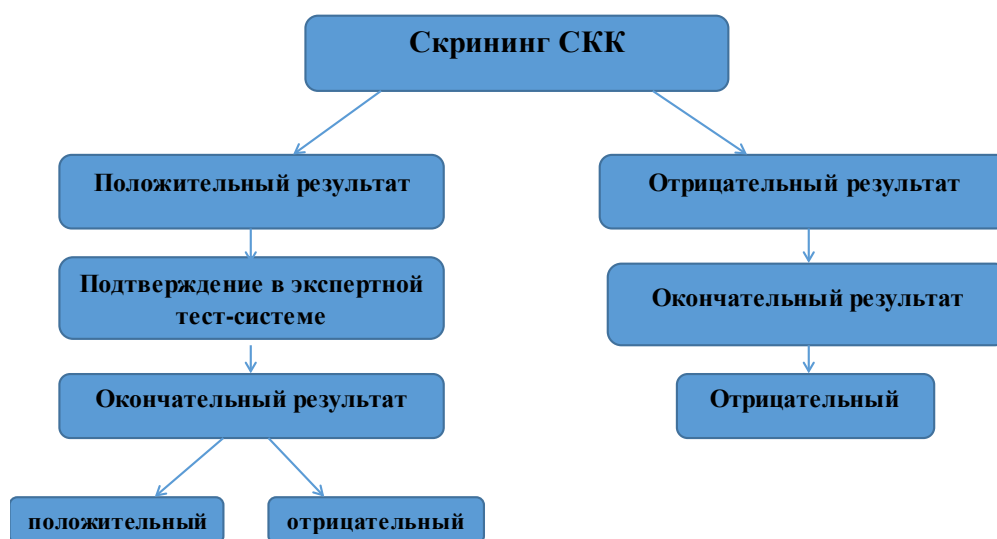 Скрининг СКК
Положительный результат
Отрицательный результат
Подтверждение в экспертной
тест-системе
Окончательный результат
Окончательный результат
Отрицательный
положительный
отрицательный